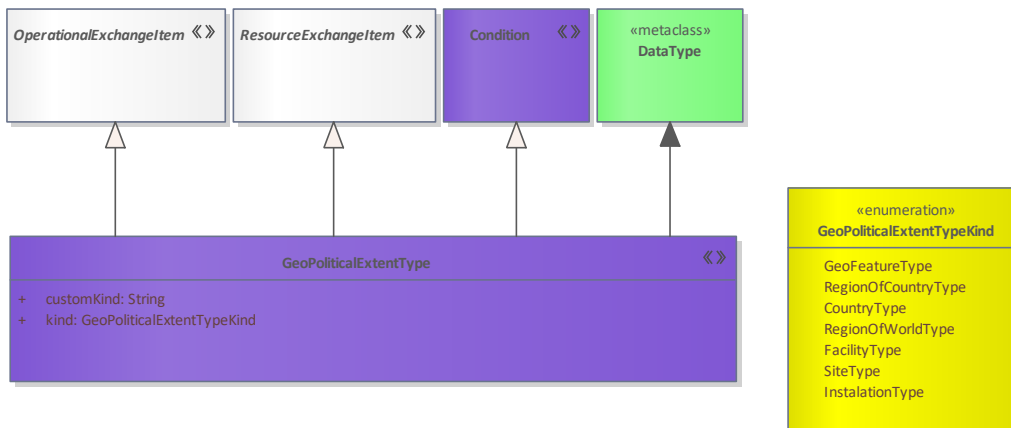 OperationalExchangeItem «»
ResourceExchangeItem «»
Condition «»
«metaclass»
DataType
GeoPoliticalExtentType «»
+ customKind: String
+ kind: GeoPoliticalExtentTypeKind
«enumeration»
GeoPoliticalExtentTypeKind
GeoFeatureType
RegionOfCountryType
CountryType
RegionOfWorldType
FacilityType
SiteType
InstalationType